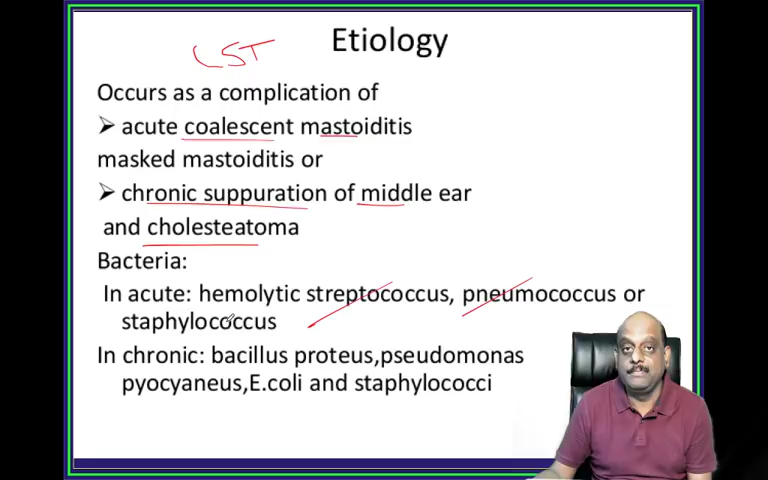 Etiology
LST
Occurs as a complication of
➢ acute coalescent mastoiditis
masked mastoiditis or
➢ chronic suppuration of middle ear
and cholesteatoma
Bacteria:
In acute: hemolytic streptococcus, pneumococcus or
staphylococcus
In chronic: bacillus proteus,pseudomonas
pyocyaneus,E.coli and staphylococci